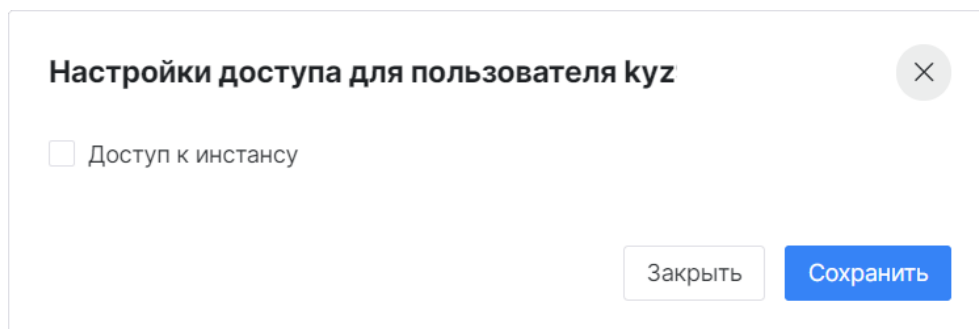 Настройки доступа для пользователя kyz
Доступ к инстансу
Закрыть
Сохранить